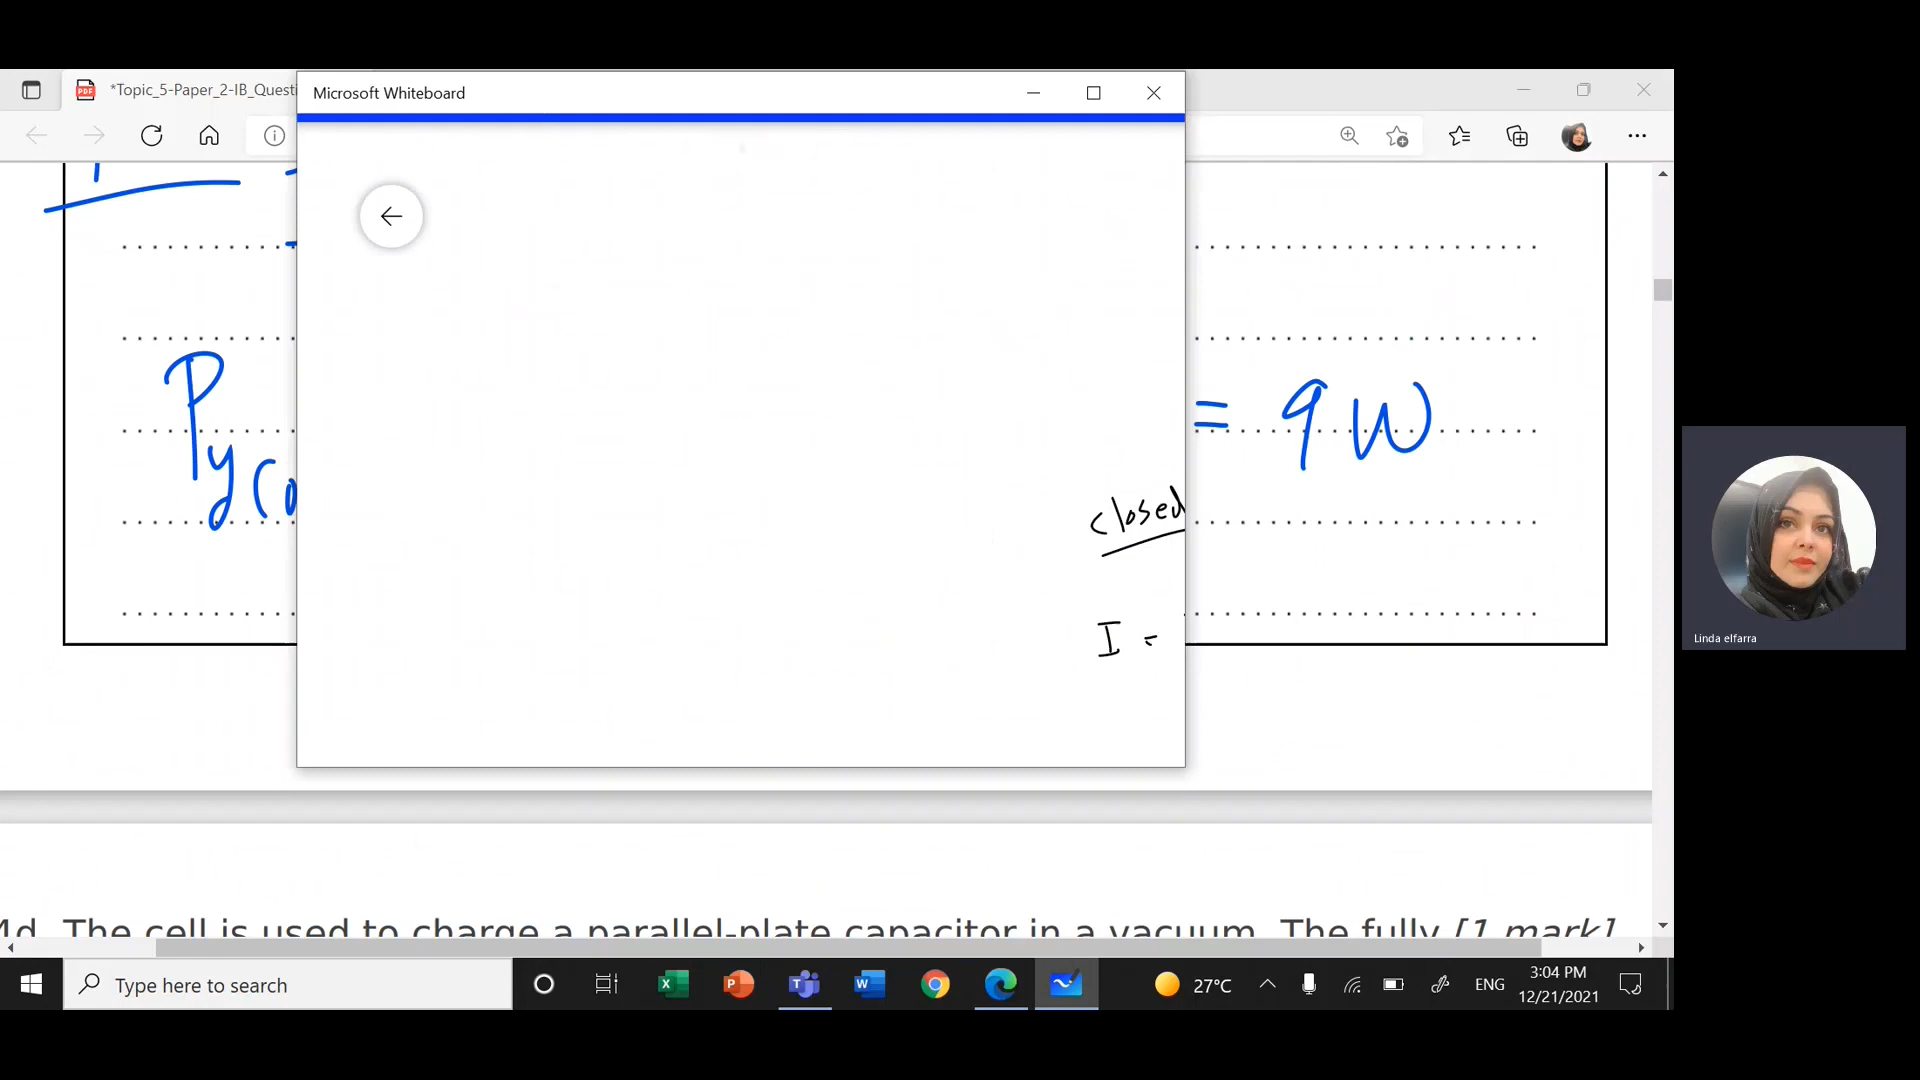 *Topic_5-Paper_2-IB_Questi
Microsoft Whiteboard
P
y(
= 9 W
closed
I =
Linda elfarra
4d. The cell is used to charge a parallel-plate capacitor in a vacuum. The fully [1 mark]
Type here to search
27°C
ENG
3:04 PM
12/21/2021